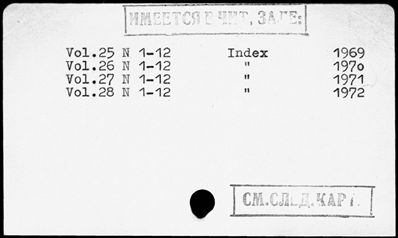 ИМЕЕТСЯ В ЧИТ. ЗАЛЕ:
Vol.25 N 1-12 Index 1969
Vol.26 N 1-12 " 1970
Vol.27 N 1-12 " 1971
Vol.28 N 1-12 " 1972
СМ.СЛЕД.КАРТ.